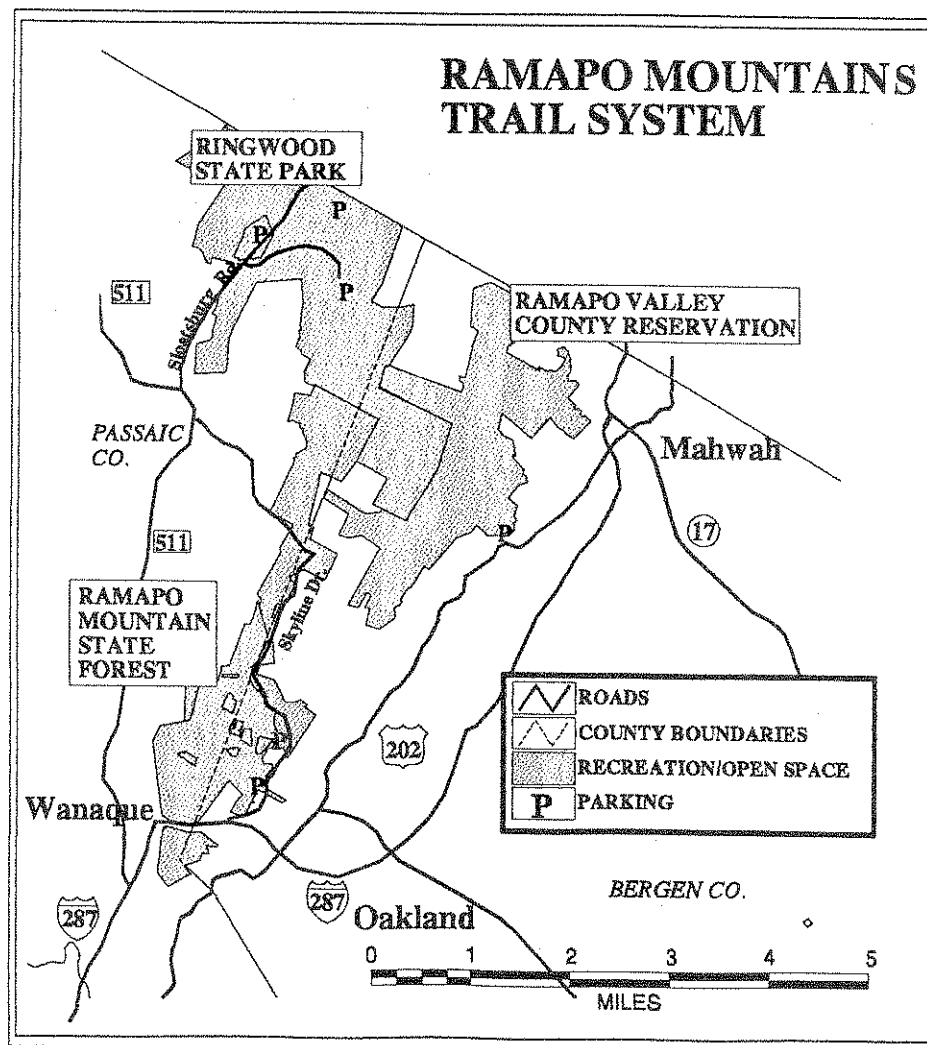 RAMAPO MOUNTAINS
TRAIL SYSTEM
RINGWOOD
STATE PARK
P
P
P
Sloatsburg Rd.
511
RAMAPO VALLEY
COUNTY RESERVATION
PASSAIC
CO.
Mahwah
511
P
17
RAMAPO
MOUNTAIN
STATE
FOREST
Skyline Dr.
ROADS
COUNTY BOUNDARIES
RECREATION/OPEN SPACE
P PARKING
202
P
P
Wanaque
287
287
Oakland
BERGEN CO.
0 1 2 3 4 5
MILES